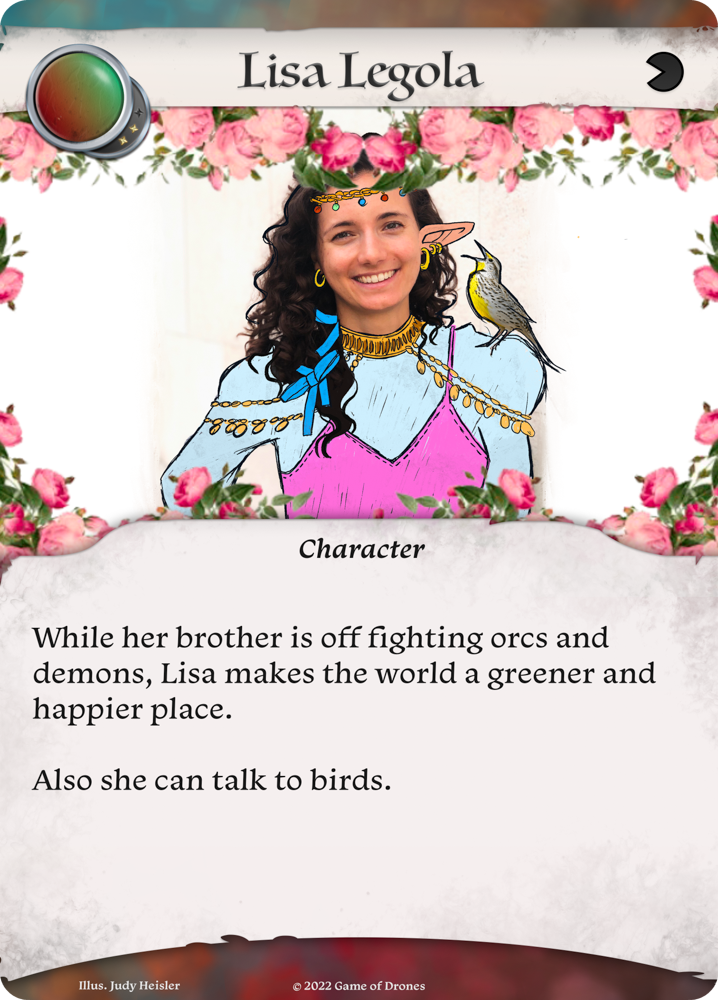 Lisa Legola
Character
While her brother is off fighting orcs and
demons, Lisa makes the world a greener and
happier place.
Also she can talk to birds.
Illus. Judy Heisler
© 2022 Game of Drones